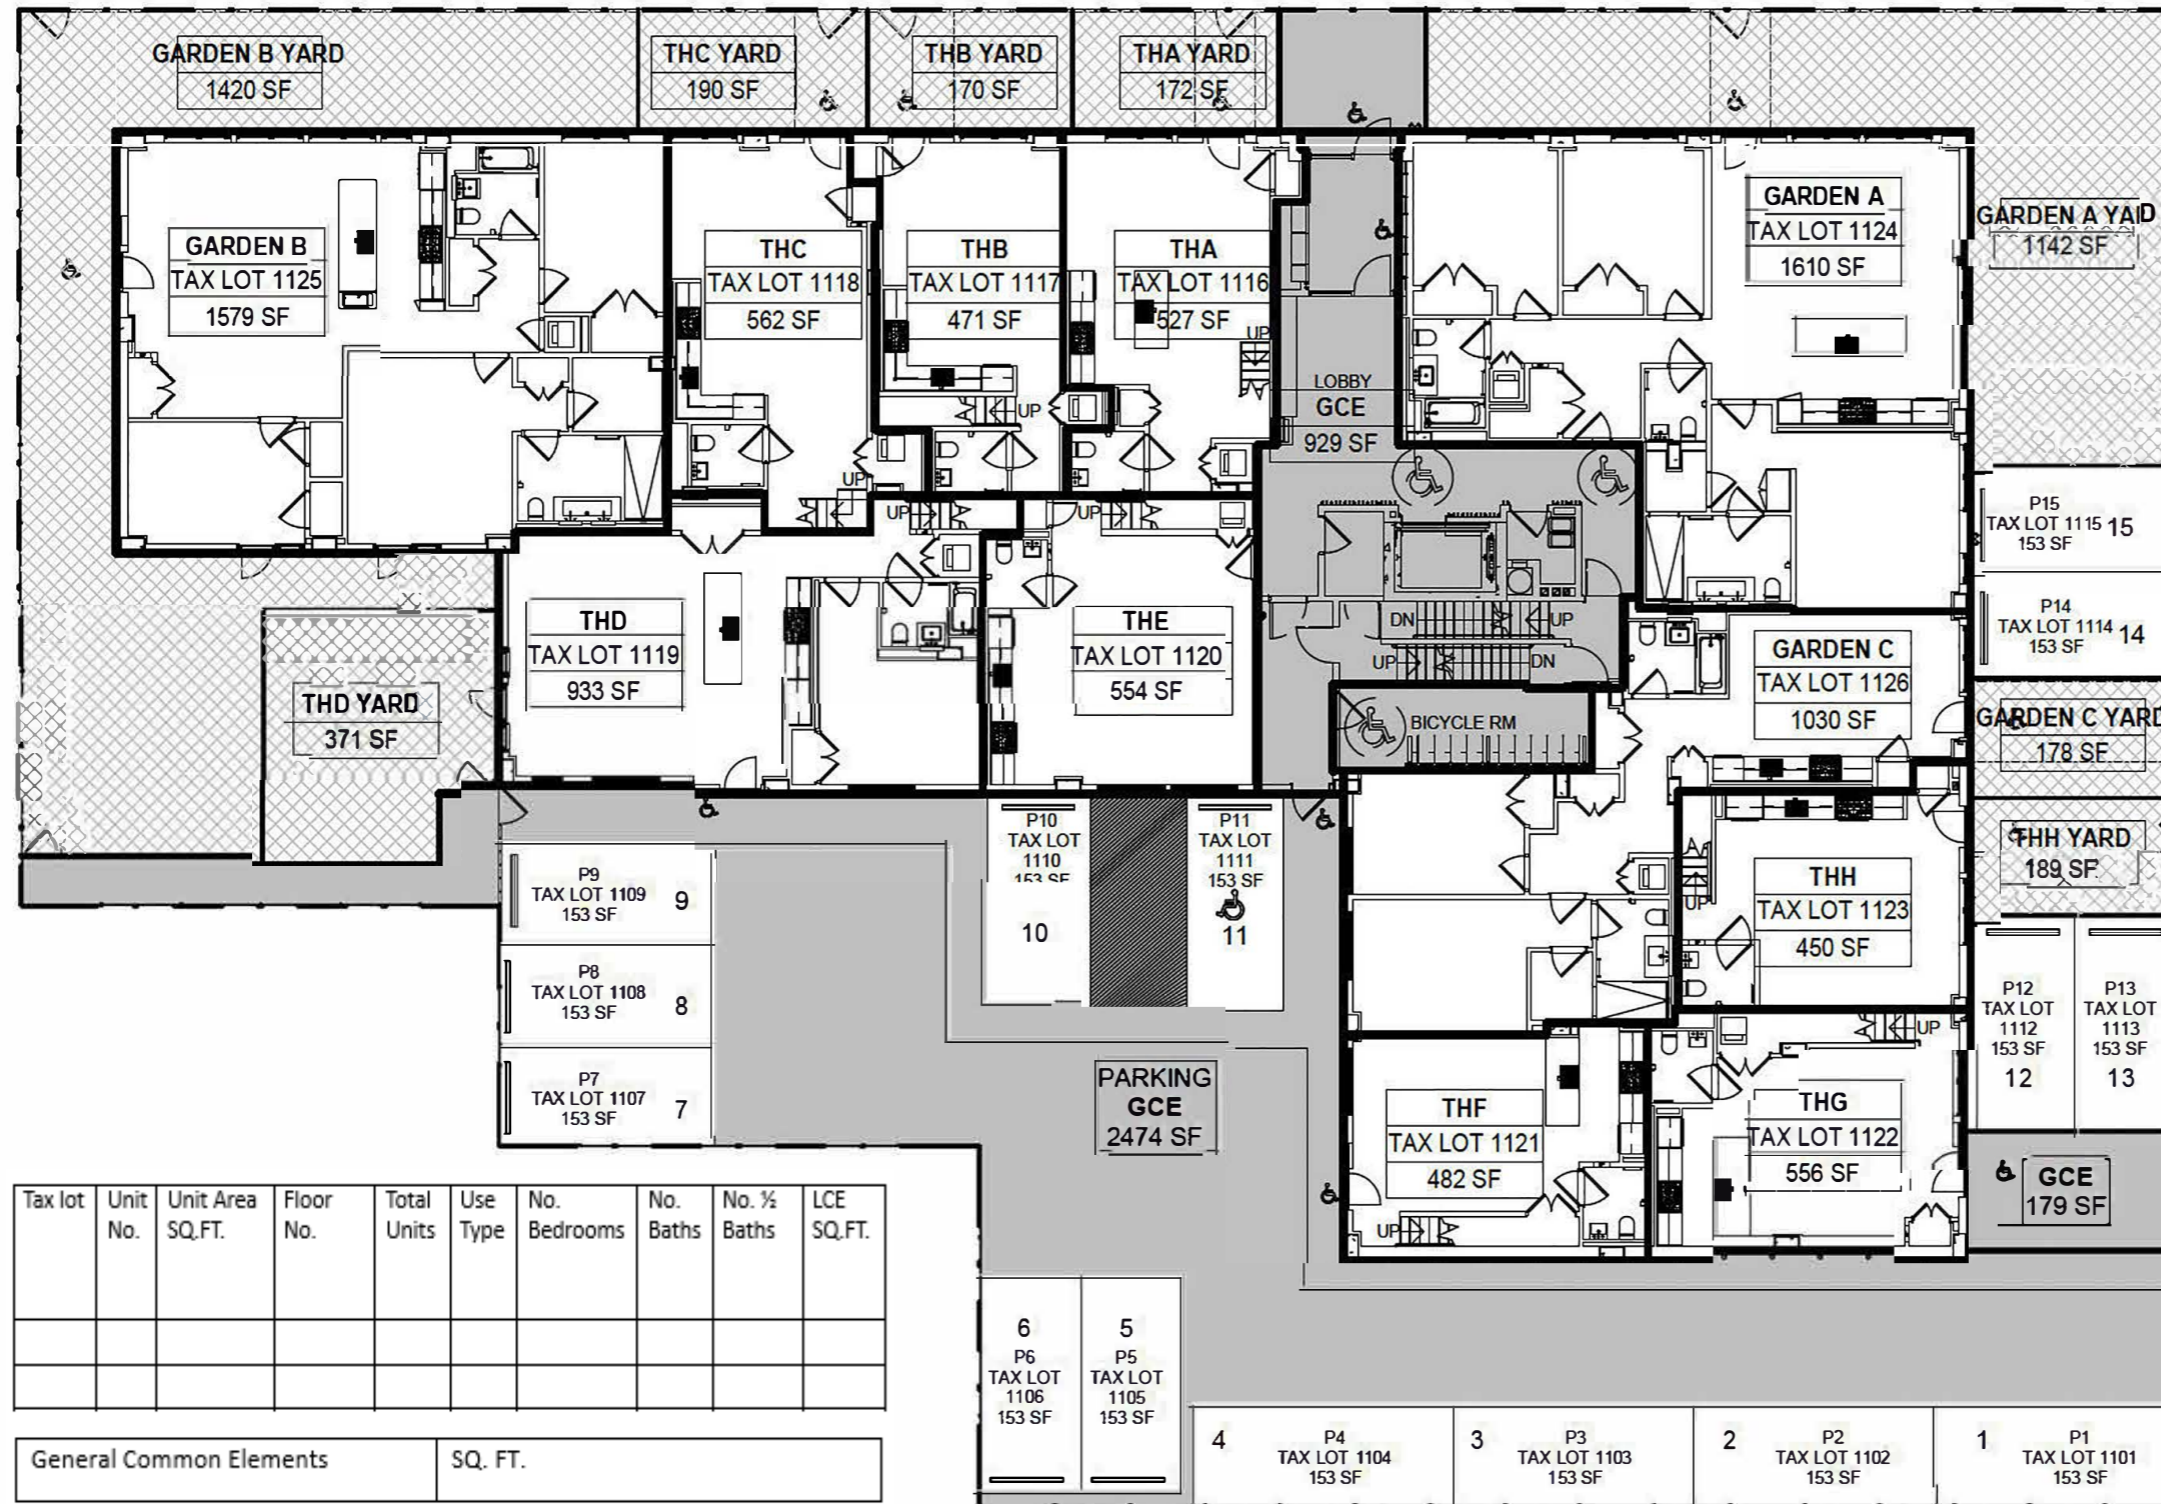 GARDEN B YARD
1420 SF
THC YARD
190 SF
THB YARD
170 SF
THA YARD
172 SF
GARDEN B
TAX LOT 1125
1579 SF
THC
TAX LOT 1118
562 SF
THB
TAX LOT 1117
471 SF
THA
TAX LOT 1116
527 SF
UP
GARDEN A
TAX LOT 1124
1610 SF
GARDEN A YARD
1142 SF
LOBBY
GCE
929 SF
UP
UP
UP
UP
P15
TAX LOT 1115
153 SF
15
P14
TAX LOT 1114
153 SF
14
THD
TAX LOT 1119
933 SF
THE
TAX LOT 1120
554 SF
DN
UP
UP
DN
BICYCLE RM
GARDEN C
TAX LOT 1126
1030 SF
GARDEN C YARD
178 SF
THD YARD
371 SF
THH YARD
189 SF
P10
TAX LOT
1110
153 SF
10
P11
TAX LOT
1111
153 SF
11
P9
TAX LOT 1109
153 SF
9
P8
TAX LOT 1108
153 SF
8
P7
TAX LOT 1107
153 SF
7
THH
TAX LOT 1123
450 SF
UP
P12
TAX LOT
1112
153 SF
12
P13
TAX LOT
1113
153 SF
13
PARKING
GCE
2474 SF
THF
TAX LOT 1121
482 SF
UP
THG
TAX LOT 1122
556 SF
UP
GCE
179 SF
Tax lot Unit No. Unit Area SQ.FT. Floor No. Total Units Use Type No. Bedrooms No. Baths No. ½ Baths LCE SQ.FT.
General Common Elements SQ. FT.
6
P6
TAX LOT
1106
153 SF
5
P5
TAX LOT
1105
153 SF
4
P4
TAX LOT 1104
153 SF
3
P3
TAX LOT 1103
153 SF
2
P2
TAX LOT 1102
153 SF
1
P1
TAX LOT 1101
153 SF